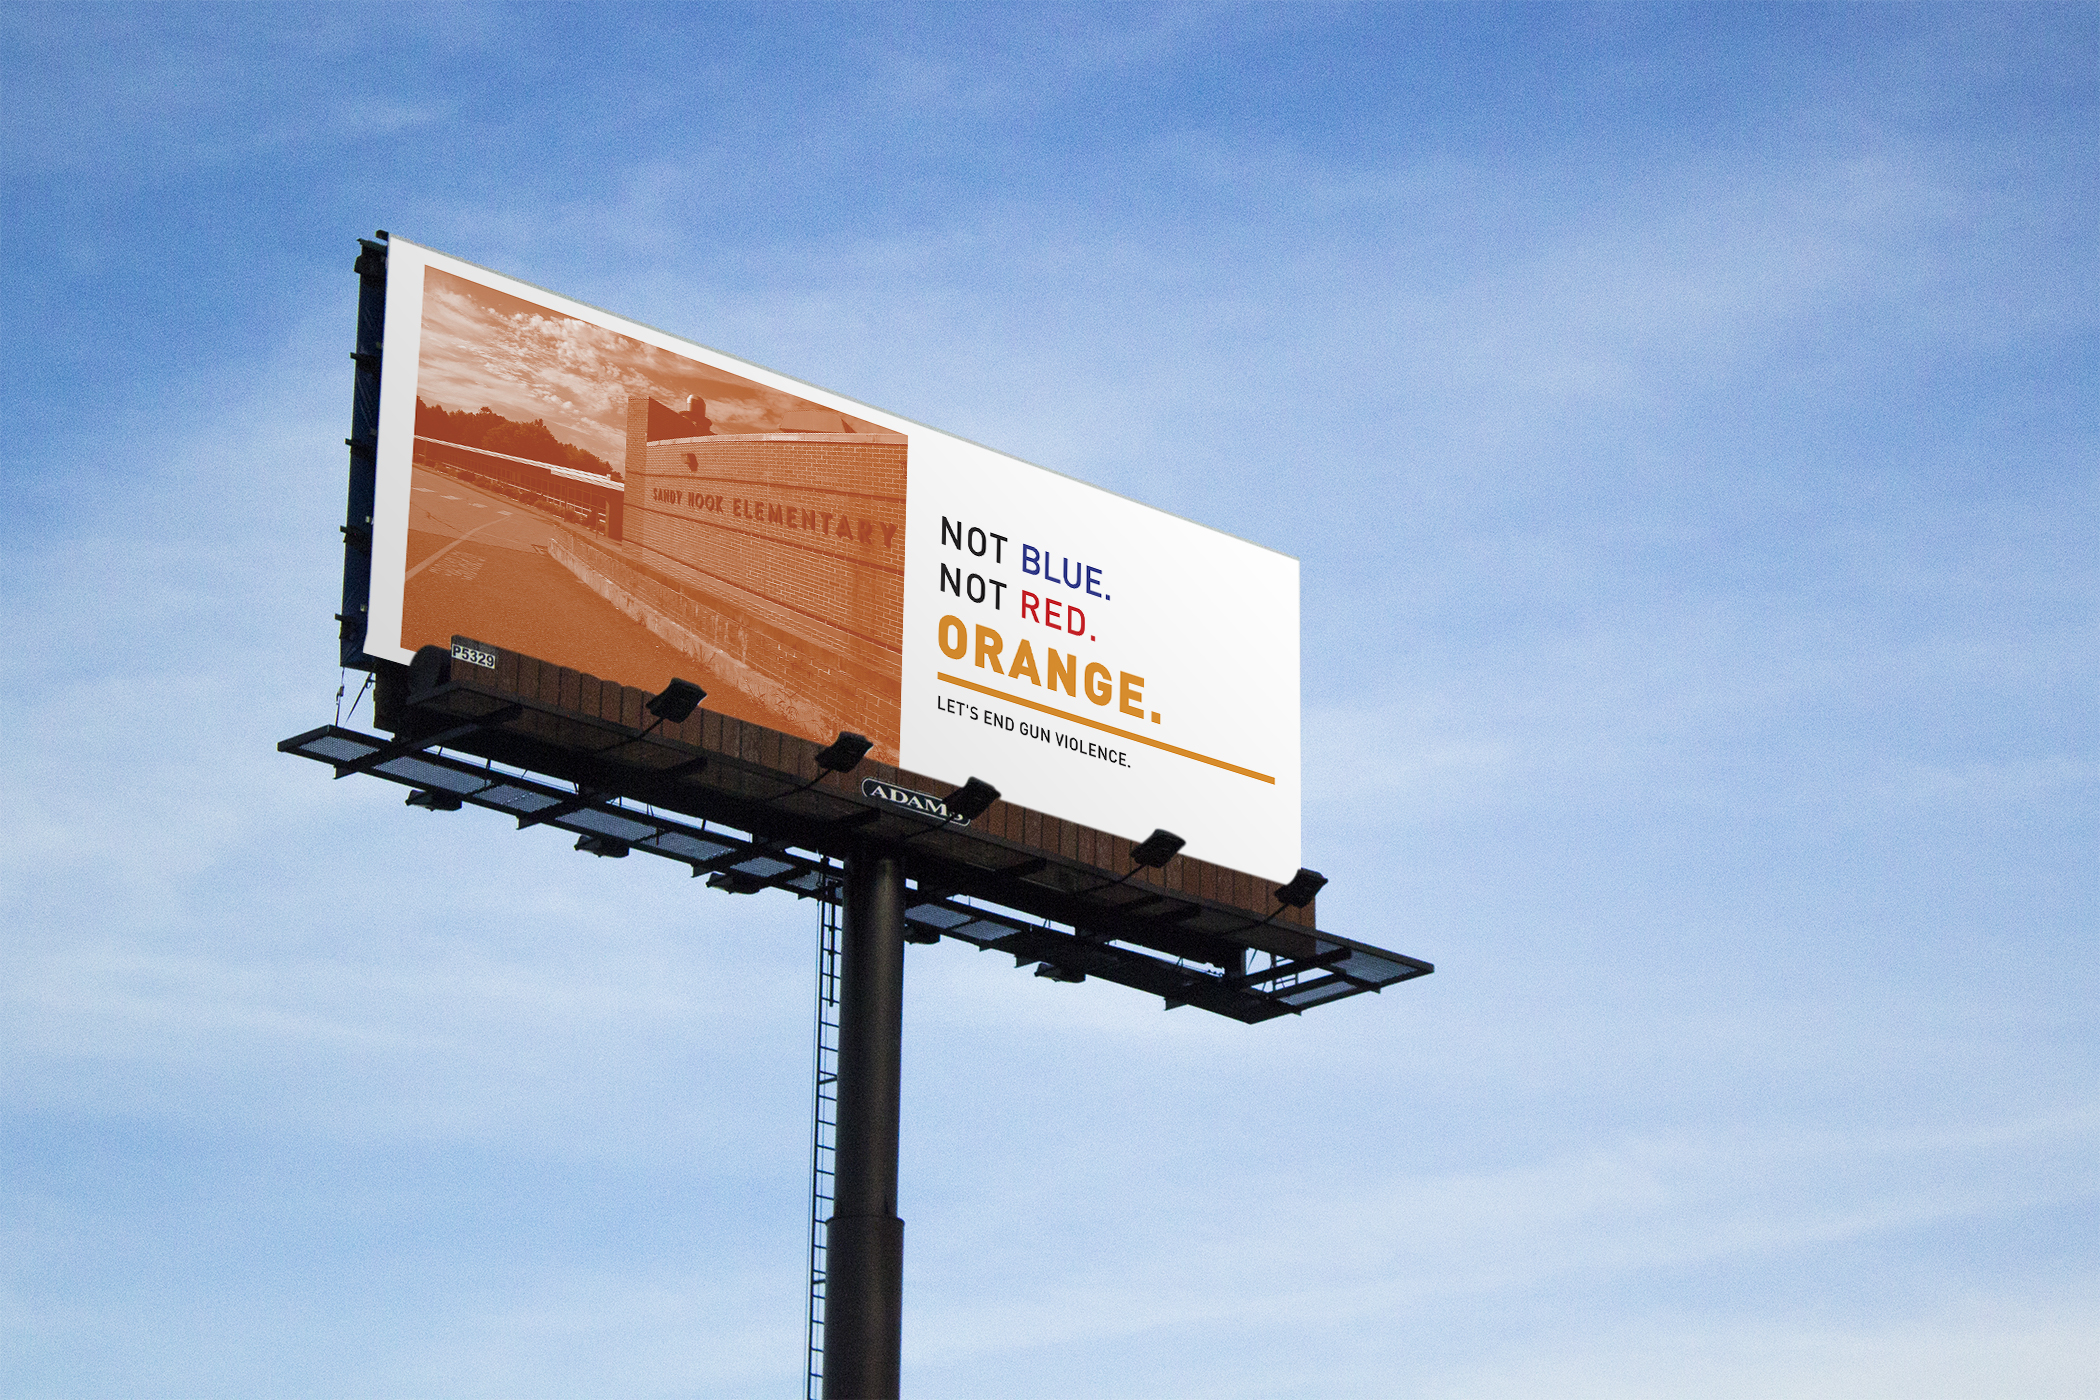 SANDY HOOK ELEMENTARY
NOT BLUE.
NOT RED.
ORANGE.
LET'S END GUN VIOLENCE.
P5329
ADAMS